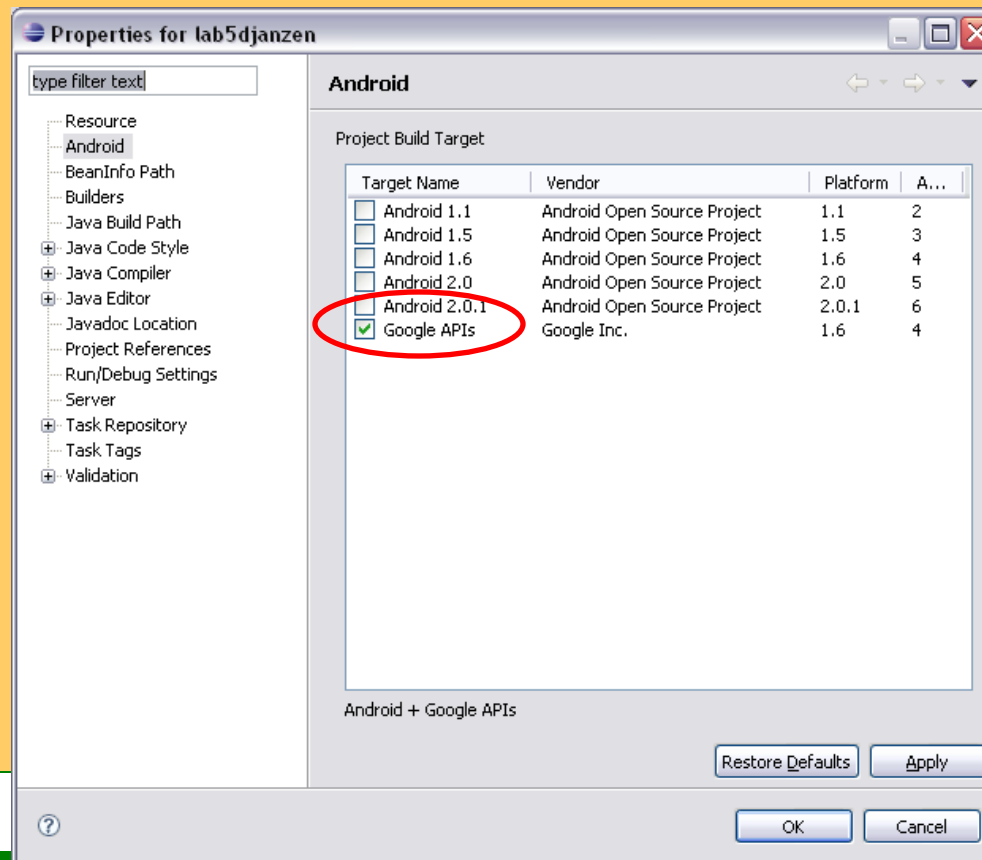 Properties for lab5djanzen
type filter text
Resource
Android
BeanInfo Path
Builders
Java Build Path
Java Code Style
Java Compiler
Java Editor
Javadoc Location
Project References
Run/Debug Settings
Server
Task Repository
Task Tags
Validation
Android
Project Build Target
Target Name Vendor Platform A...
Android 1.1 Android Open Source Project 1.1 2
Android 1.5 Android Open Source Project 1.5 3
Android 1.6 Android Open Source Project 1.6 4
Android 2.0 Android Open Source Project 2.0 5
Android 2.0.1 Android Open Source Project 2.0.1 6
Google APIs Google Inc. 1.6 4
Android + Google APIs
Restore Defaults Apply
? OK Cancel